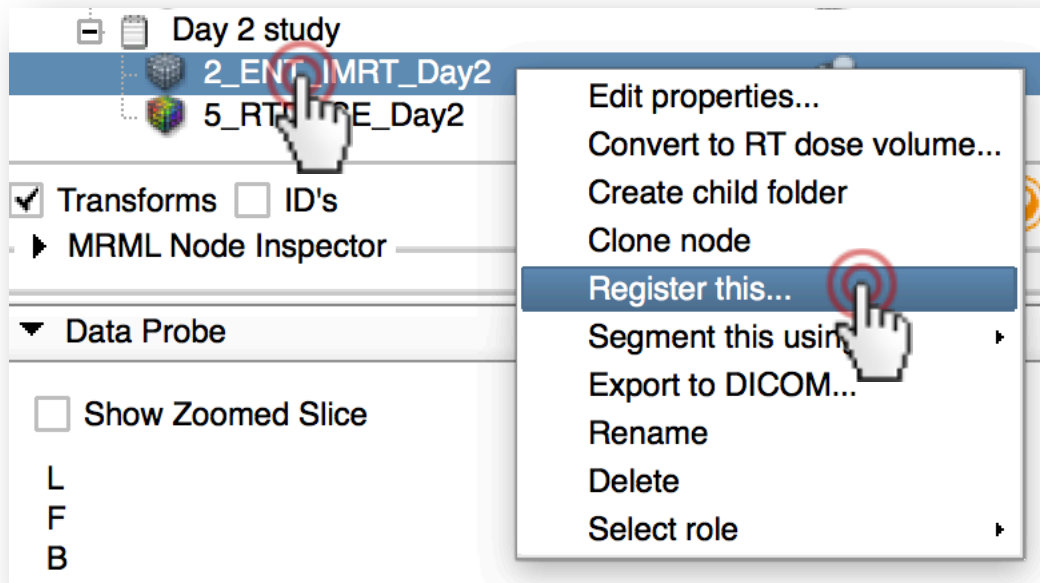 Day 2 study
2_ENT_IMRT_Day2
5_RT E_Day2
Transforms ID's
MRML Node Inspector
Data Probe
Show Zoomed Slice
L
F
B
Edit properties...
Convert to RT dose volume...
Create child folder
Clone node
Register this...
Segment this usin
Export to DICOM...
Rename
Delete
Select role